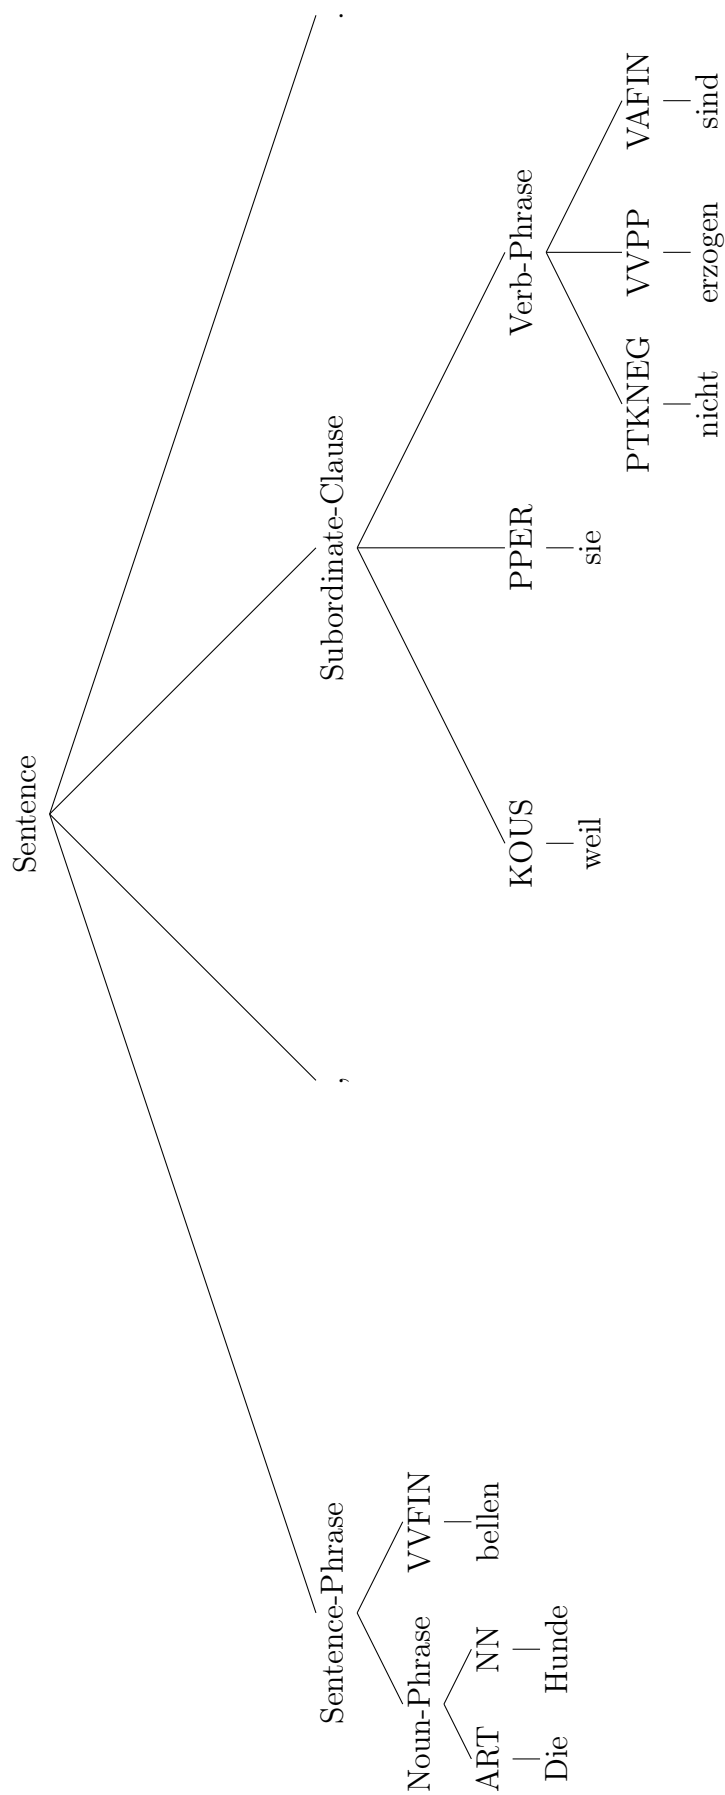 Sentence
Sentence-Phrase , Subordinate-Clause .
Noun-Phrase VVFIN KOUS PPER Verb-Phrase
ART NN bellen weil sie PTKNEG VVPP VAFIN
Die Hunde nicht erzogen sind